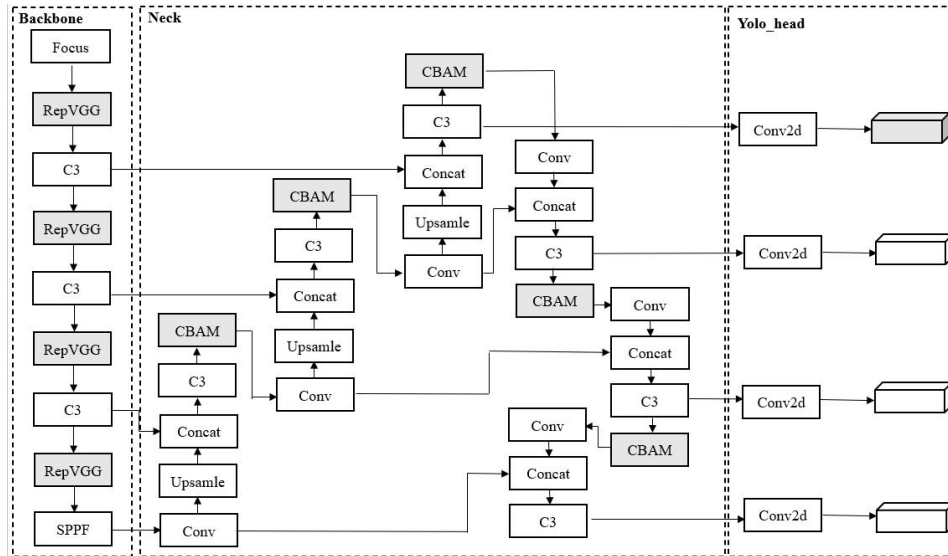 Backbone
Focus
RepVGG
C3
RepVGG
C3
RepVGG
C3
RepVGG
SPPF
Neck
CBAM
C3
Concat
Upsamle
Conv
CBAM
C3
Concat
Upsamle
Conv
CBAM
C3
Concat
Upsamle
Conv
Conv
Concat
C3
CBAM
Conv
Concat
C3
CBAM
Conv
Concat
C3
Yolo_head
Conv2d
Conv2d
Conv2d
Conv2d